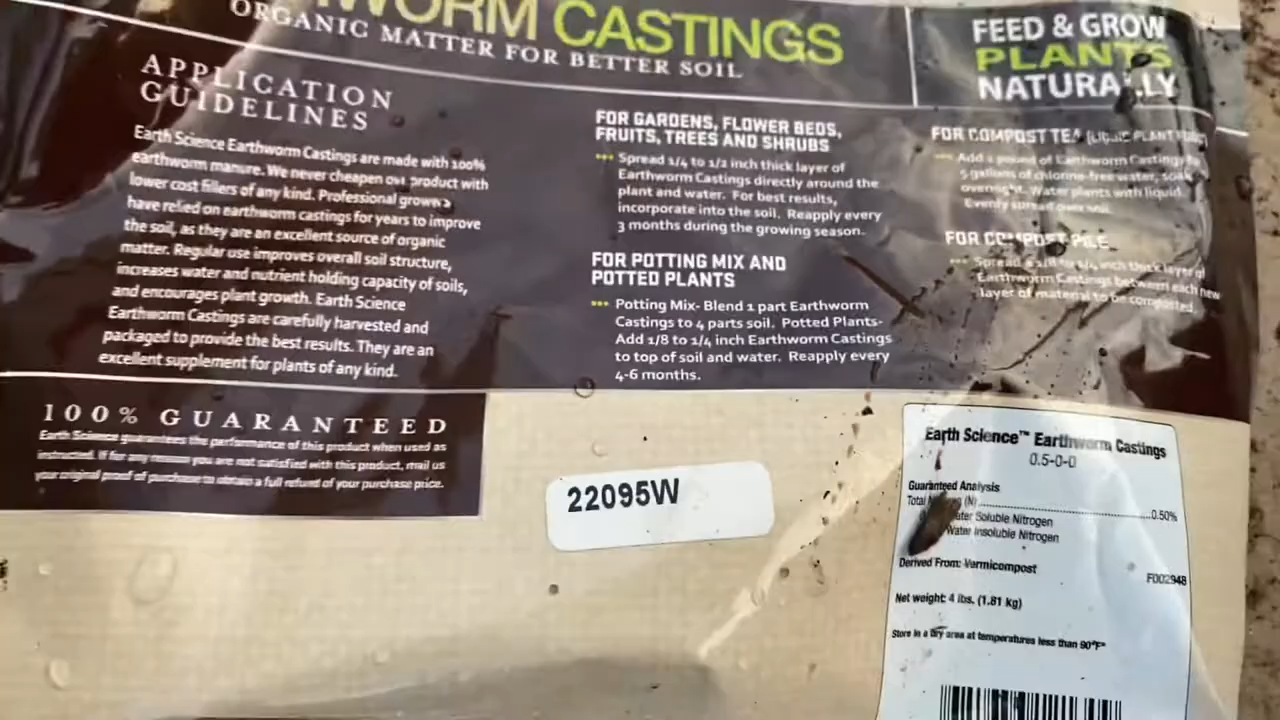 WORM CASTINGS
ORGANIC MATTER FOR BETTER SOIL
FEED & GROW
PLANTS
NATURALLY
APPLICATION
GUIDELINES
Earth Science Earthworm Castings are made with 100%
earthworm manure. We never cheapen our product with
lower cost fillers of any kind. Professional growers
have relied on earthworm castings for years to improve
the soil, as they are an excellent source of organic
matter. Regular use improves overall soil structure,
increases water and nutrient holding capacity of soils,
and encourages plant growth. Earth Science
Earthworm Castings are carefully harvested and
packaged to provide the best results. They are an
excellent supplement for plants of any kind.
FOR GARDENS, FLOWER BEDS,
FRUITS, TREES AND SHRUBS
Spread 1/4 to 1/2 inch thick layer of
Earthworm Castings directly around the
plant and water. For best results,
incorporate into the soil. Reapply every
3 months during the growing season.
FOR POTTING MIX AND
POTTED PLANTS
Potting Mix- Blend 1 part Earthworm
Castings to 4 parts soil. Potted Plants-
Add 1/8 to 1/4 inch Earthworm Castings
to top of soil and water. Reapply every
4-6 months.
FOR COMPOST TEA (LIQUID PLANT FOOD)
Add 1 pound of Earthworm Castings
5 gallons of chlorine-free water, soak
overnight. Water plants with liquid.
Evenly spread over soil.
FOR COMPOST PILE
Spread a 1/8 to 1/4 inch thick layer of
Earthworm Castings between each new
layer of material to be composted.
100% GUARANTEED
Earth Science guarantees the performance of this product when used as
instructed. If for any reason you are not satisfied with this product, mail us
your original proof of purchase to obtain a full refund of your purchase price.
22095W
Earth Science™ Earthworm Castings
0.5-0-0
Guaranteed Analysis
Total Nitrogen (N)..........0.50%
Water Soluble Nitrogen
Water Insoluble Nitrogen
Derived From: Vermicompost
F002948
Net weight: 4 lbs. (1.81 kg)
Store in a Dry area at temperatures less than 90°F